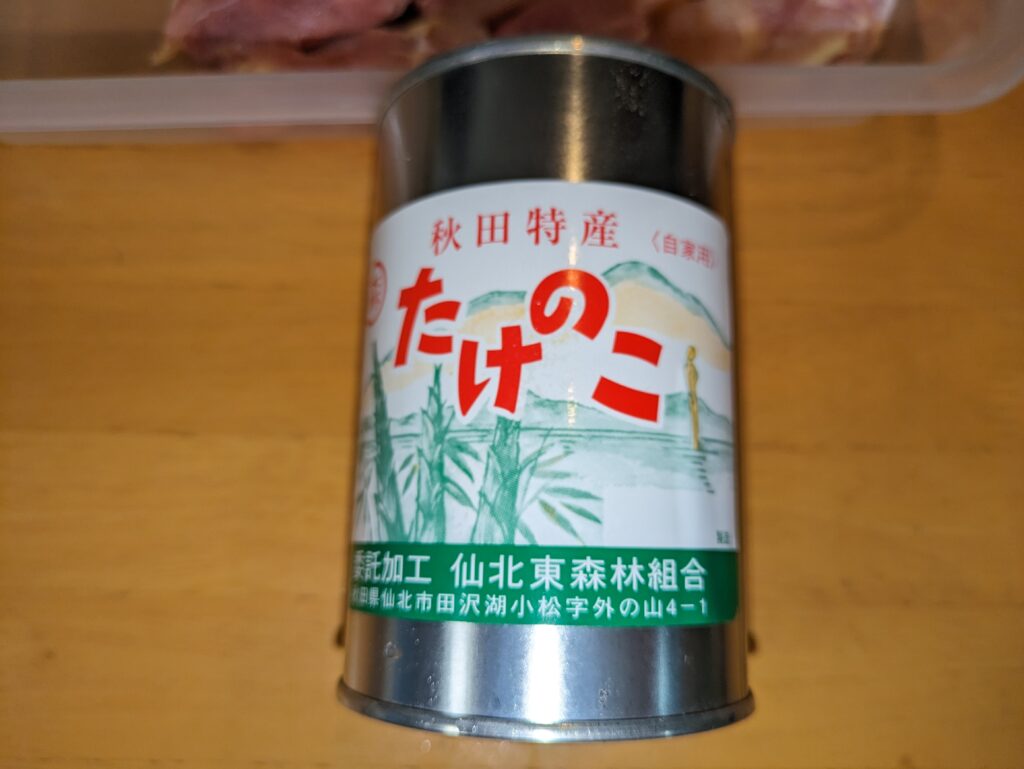 秋田特産 〈自家用〉
たけのこ
委託加工 仙北東森林組合
秋田県仙北市田沢湖小松字外の山4-1